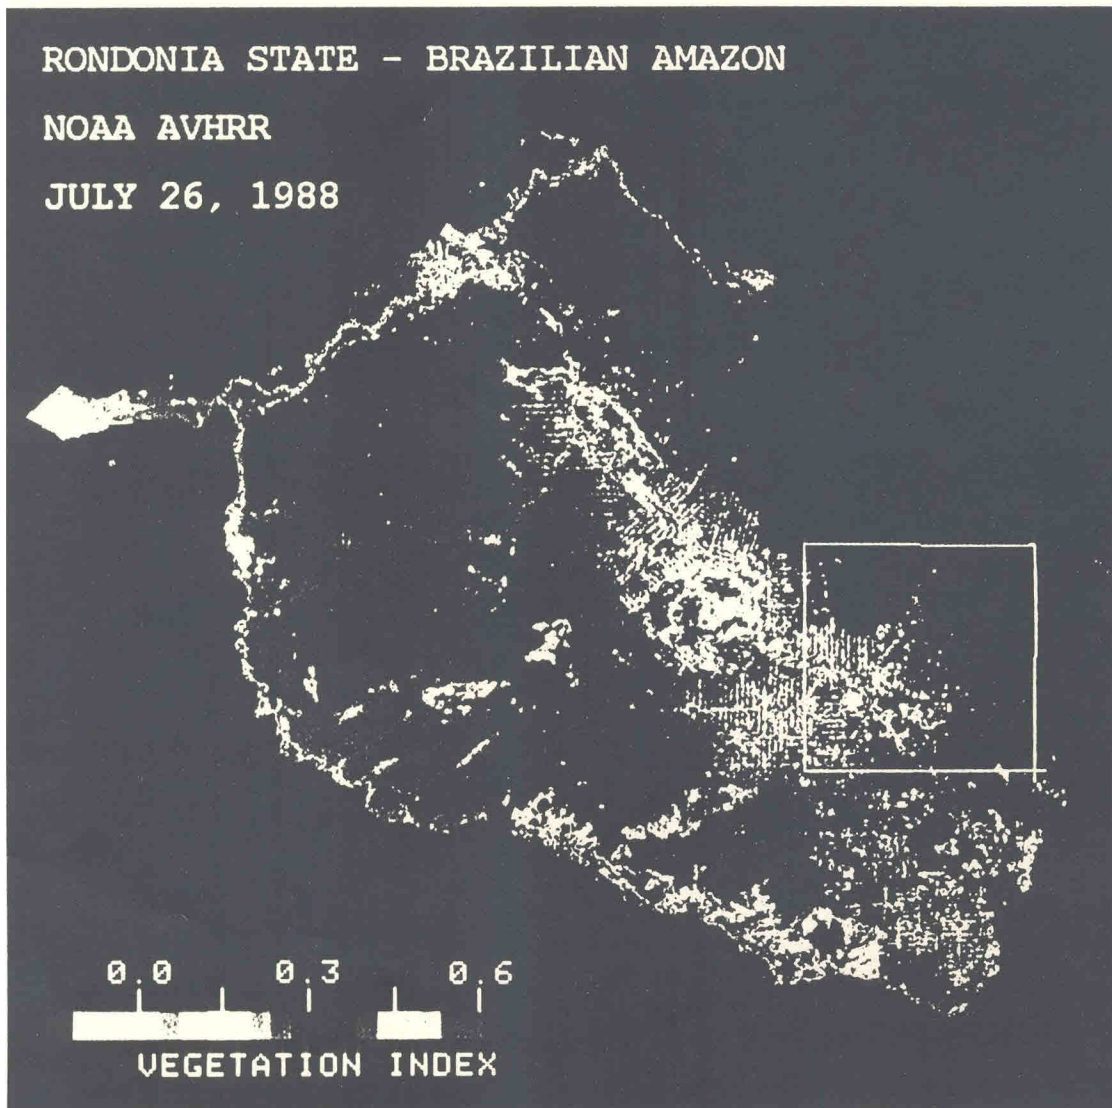 RONDONIA STATE - BRAZILIAN AMAZON
NOAA AVHRR
JULY 26, 1988
0.0 0.3 0.6
VEGETATION INDEX